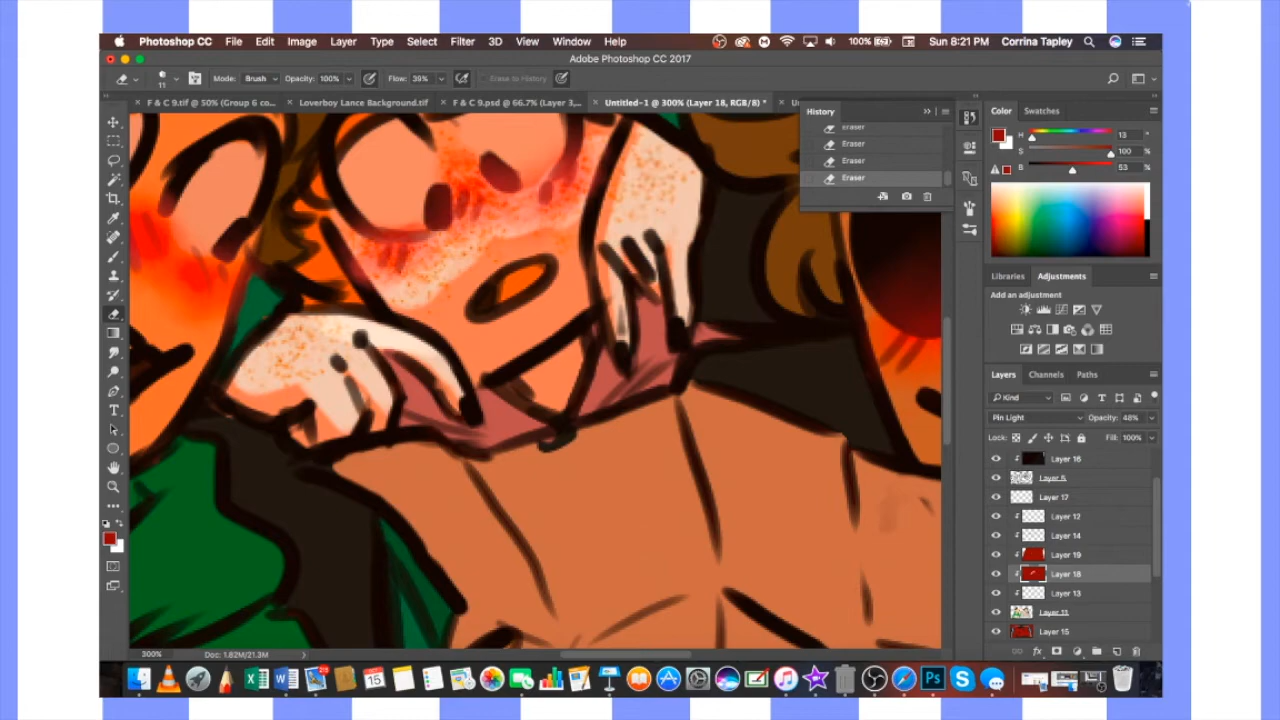 Photoshop CC File Edit Image Layer Type Select Filter 3D View Window Help 100% Sun 8:21 PM Corrina Tapley
Adobe Photoshop CC 2017
11 Mode: Brush Opacity: 100% Flow: 39% Erase to History
F & C 9.tif @ 50% (Group 6 co... Loverboy Lance Background.tif F & C 9.psd @ 66.7% (Layer 3,... Untitled-1 @ 300% (Layer 18, RGB/8) *
History
Eraser
Eraser
Eraser
Eraser
Color Swatches
H 13 °
S 100 %
B 53 %
Libraries Adjustments
Add an adjustment
Layers Channels Paths
Kind
Pin Light Opacity: 48%
Lock: Fill: 100%
Layer 16
Layer 5
Layer 17
Layer 12
Layer 14
Layer 19
Layer 18
Layer 13
Layer 11
Layer 15
300% Doc: 1.82M/21.3M